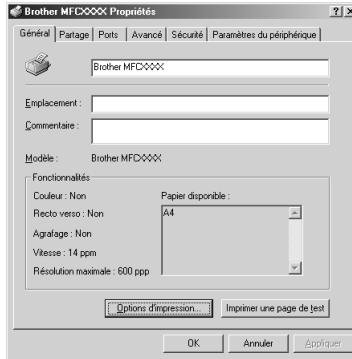 Brother MFCXXXX Propriétés
Général Partage Ports Avancé Sécurité Paramètres du périphérique
Brother MFCXXXX
Emplacement :
Commentaire :
Modèle : Brother MFCXXXX
Fonctionnalités
Couleur : Non Papier disponible :
Recto verso : Non A4
Agrafage : Non
Vitesse : 14 ppm
Résolution maximale : 600 ppp
Options d'impression... Imprimer une page de test
OK Annuler Appliquer